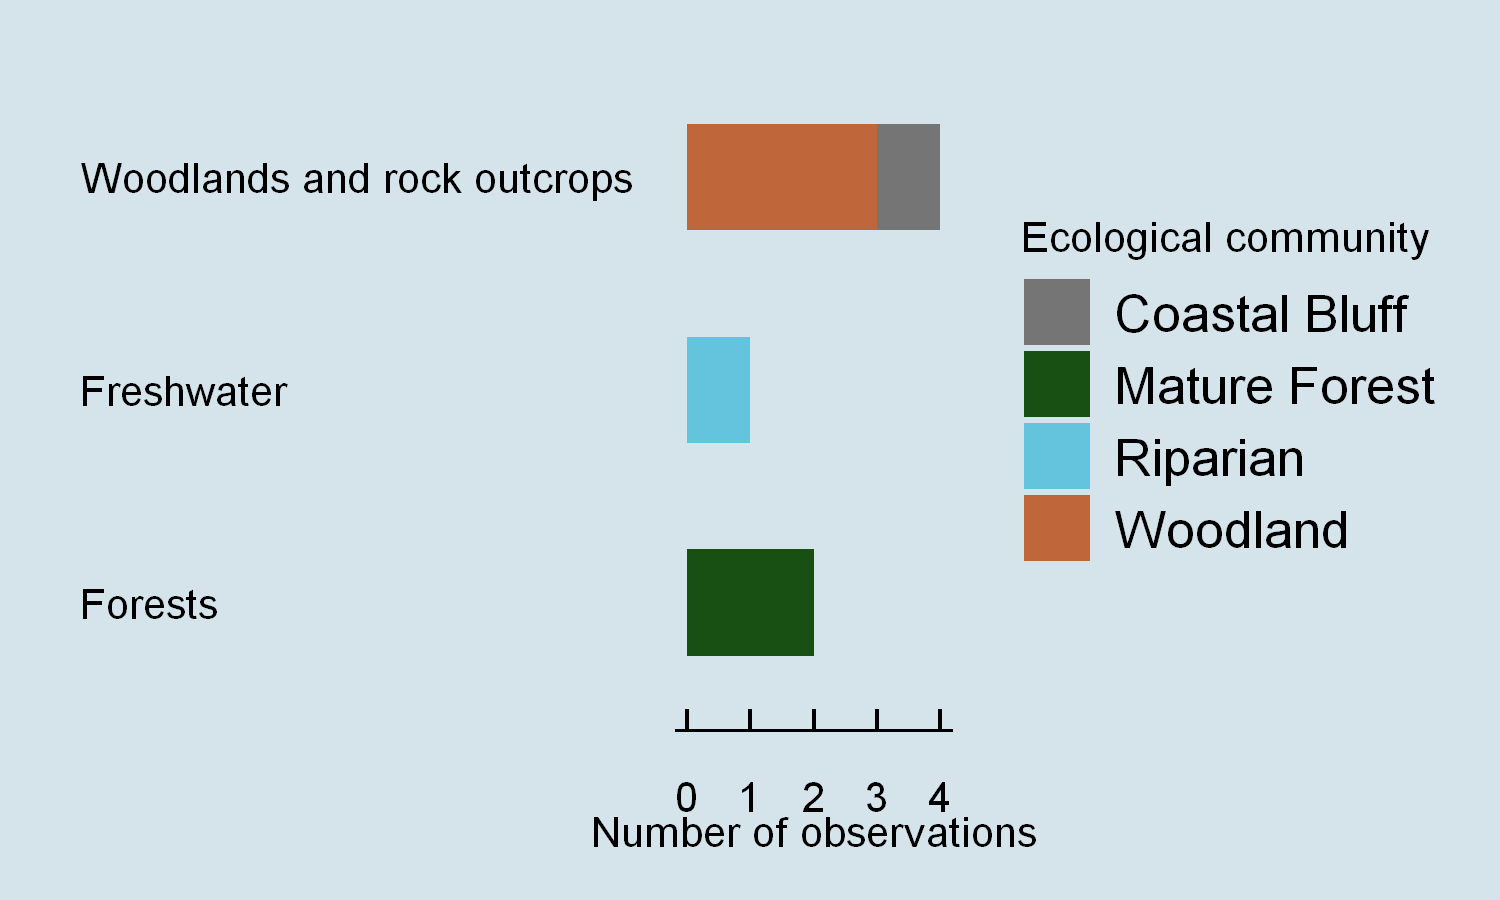 Woodlands and rock outcrops
Freshwater
Forests
Ecological community
Coastal Bluff
Mature Forest
Riparian
Woodland
0 1 2 3 4
Number of observations